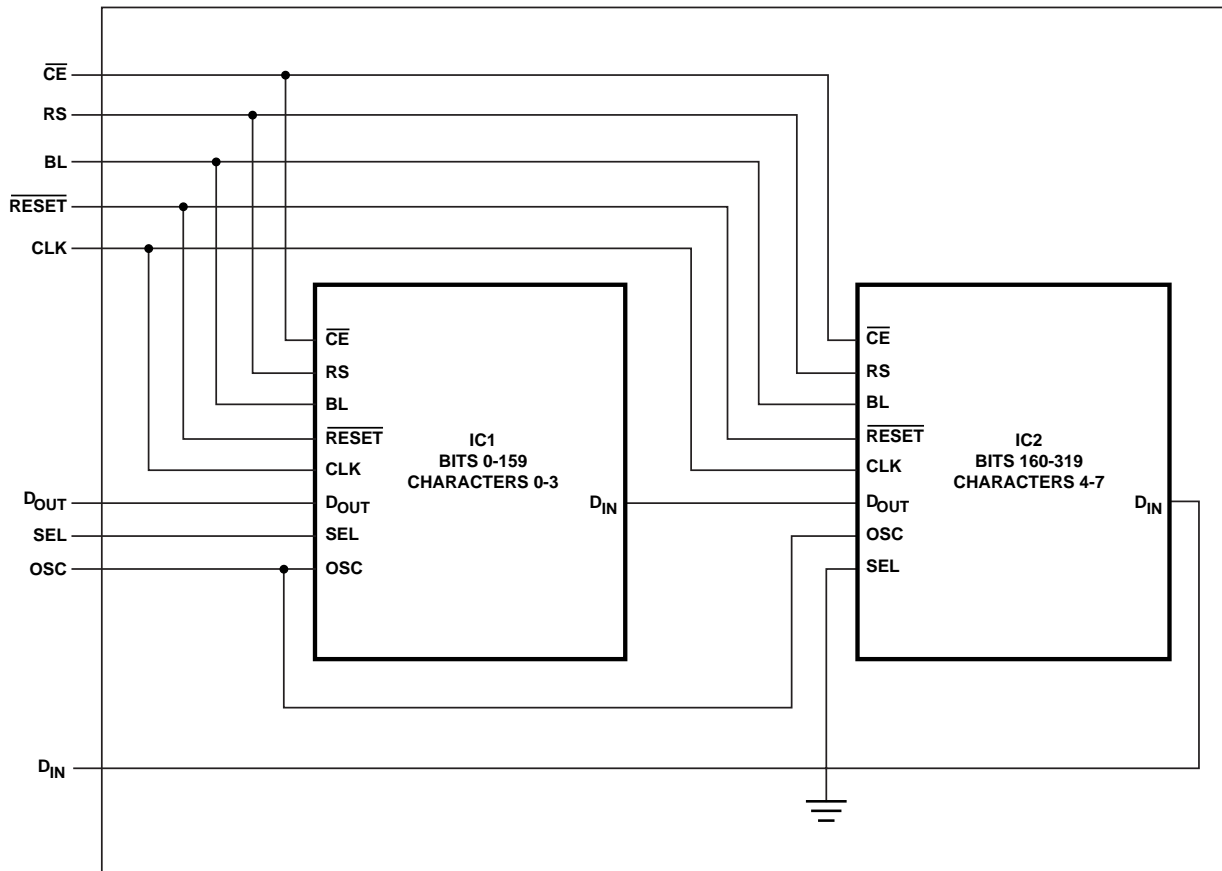 CE
RS
BL
RESET
CLK
DOUT
SEL
OSC
DIN
CE
RS
BL
RESET
CLK
DOUT
SEL
OSC
IC1
BITS 0-159
CHARACTERS 0-3
DIN
CE
RS
BL
RESET
CLK
DOUT
OSC
SEL
IC2
BITS 160-319
CHARACTERS 4-7
DIN